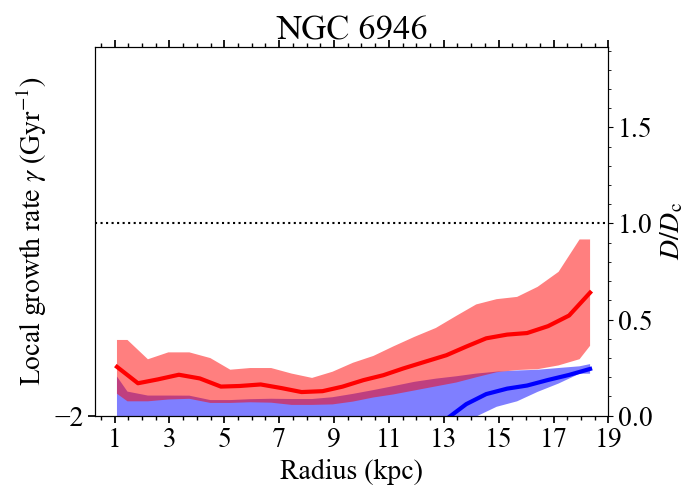 NGC 6946
Local growth rate γ (Gyr⁻¹)
−2
1 3 5 7 9 11 13 15 17 19
Radius (kpc)
1.5
1.0
0.5
0.0
D/D_c